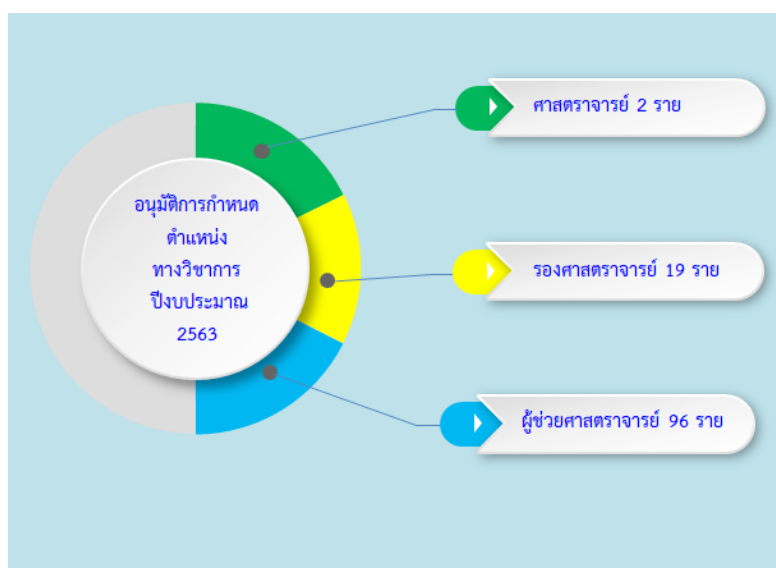 อนุมัติการกำหนด
ตำแหน่ง
ทางวิชาการ
ปีงบประมาณ
2563
ศาสตราจารย์ 2 ราย
รองศาสตราจารย์ 19 ราย
ผู้ช่วยศาสตราจารย์ 96 ราย